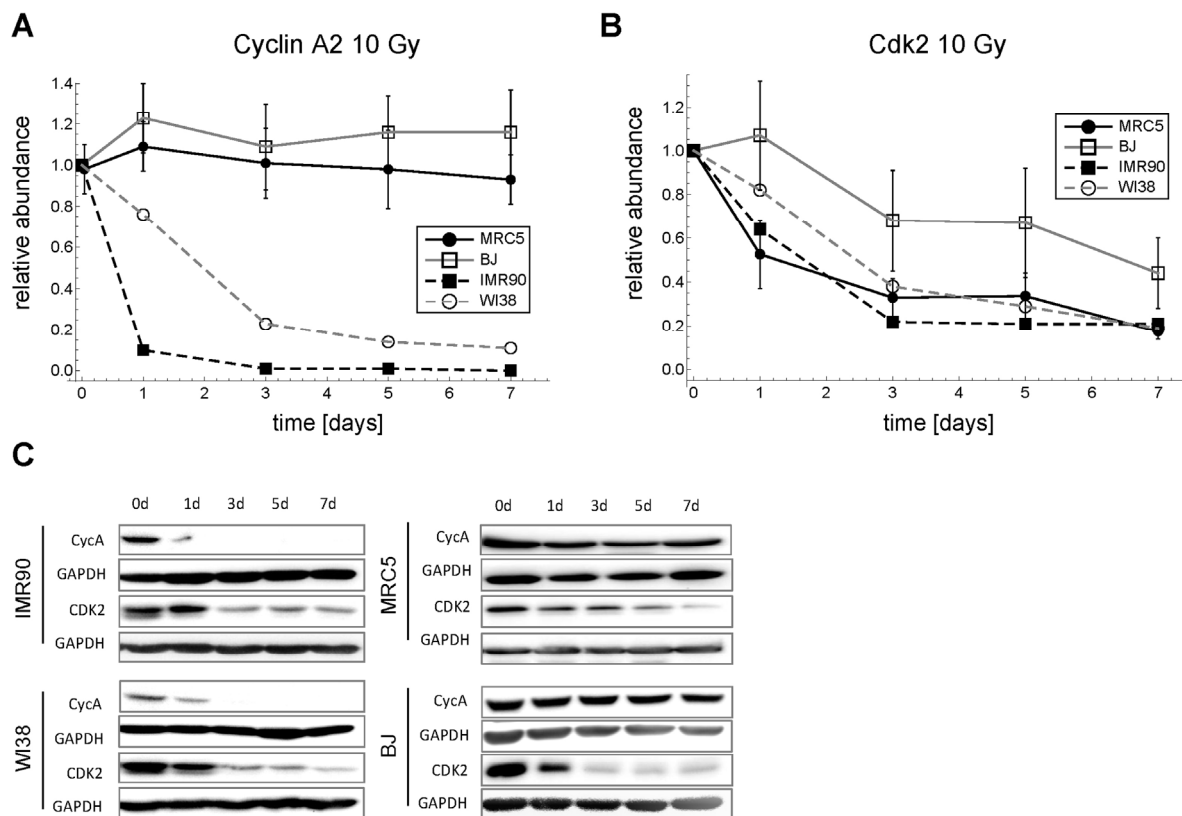 A
Cyclin A2 10 Gy
relative abundance
1.4
1.2
1.0
0.8
0.6
0.4
0.2
0.0
0 1 2 3 4 5 6 7
time [days]
MRC5
BJ
IMR90
WI38
B
Cdk2 10 Gy
relative abundance
1.2
1.0
0.8
0.6
0.4
0.2
0.0
0 1 2 3 4 5 6 7
time [days]
MRC5
BJ
IMR90
WI38
C
IMR90
0d 1d 3d 5d 7d
CycA
GAPDH
CDK2
GAPDH
MRC5
0d 1d 3d 5d 7d
CycA
GAPDH
CDK2
GAPDH
WI38
CycA
GAPDH
CDK2
GAPDH
BJ
CycA
GAPDH
CDK2
GAPDH